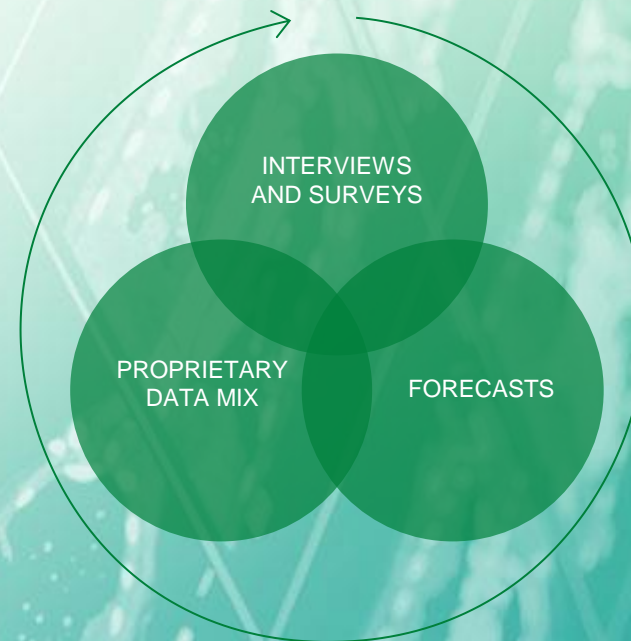 INTERVIEWS
AND SURVEYS
PROPRIETARY
DATA MIX
FORECASTS